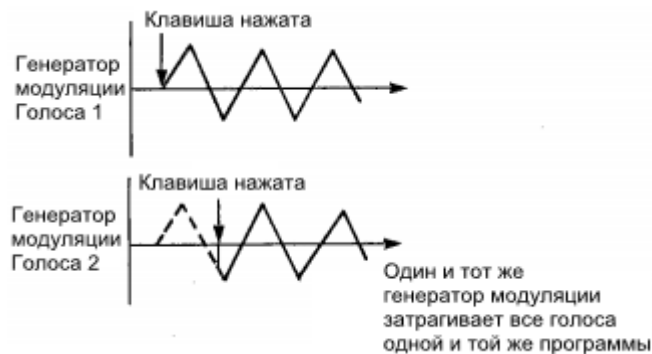 Клавиша нажата
Генератор
модуляции
Голоса 1
Клавиша нажата
Генератор
модуляции
Голоса 2
Один и тот же
генератор модуляции
затрагивает все голоса
одной и той же программы